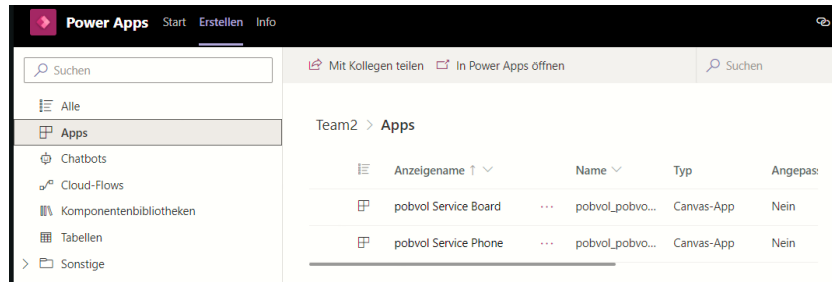 Power Apps Start Erstellen Info
Suchen
Mit Kollegen teilen In Power Apps öffnen Suchen
Alle
Apps
Chatbots
Cloud-Flows
Komponentenbibliotheken
Tabellen
Sonstige
Team2 > Apps
Anzeigename ↑ Name Typ Angepass
pobvol Service Board ... pobvol_pobvo... Canvas-App Nein
pobvol Service Phone ... pobvol_pobvo... Canvas-App Nein